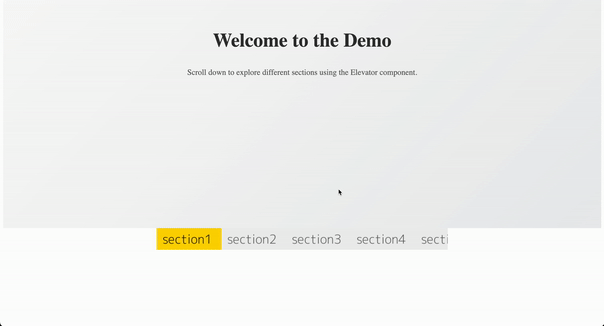 Welcome to the Demo
Scroll down to explore different sections using the Elevator component.
section1 section2 section3 section4 secti